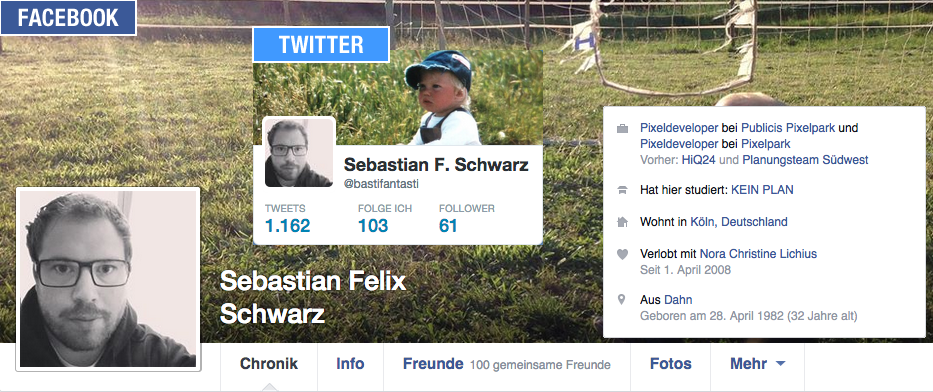 FACEBOOK
TWITTER
H
Sebastian F. Schwarz
@bastifantasti
TWEETS FOLGE ICH FOLLOWER
1.162 103 61
Pixeldeveloper bei Publicis Pixelpark und
Pixeldeveloper bei Pixelpark
Vorher: HiQ24 und Planungsteam Südwest
Hat hier studiert: KEIN PLAN
Wohnt in Köln, Deutschland
Verlobt mit Nora Christine Lichius
Seit 1. April 2008
Aus Dahn
Geboren am 28. April 1982 (32 Jahre alt)
Sebastian Felix
Schwarz
Chronik Info Freunde 100 gemeinsame Freunde Fotos Mehr